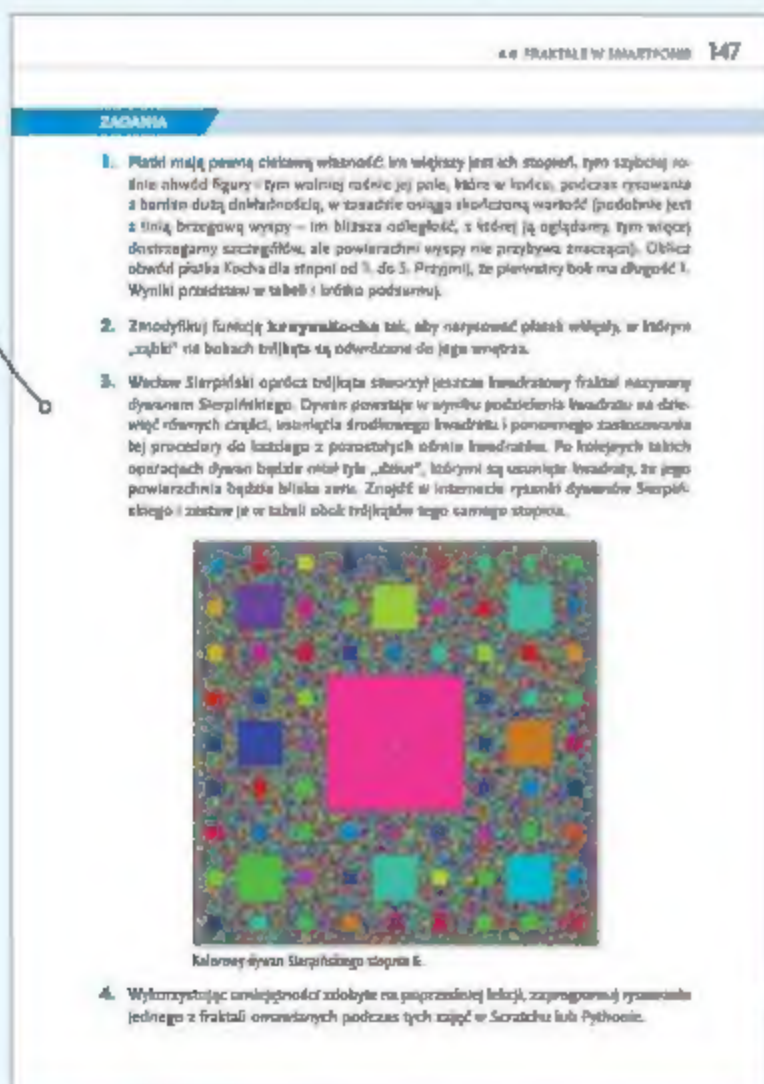 4.6 FRAKTALE W SMARTFONIE 147
ZADANIA
1. Płatki mają pewną ciekawą własność: im większy jest ich stopień, tym szybciej ro-
śnie obwód figury i tym wolniej rośnie jej pole, które w końcu, podczas rysowania
z bardzo dużą dokładnością, w zasadzie osiąga skończoną wartość (podobnie jest
z linią brzegową wyspy – im bliższa odległość, z której ją oglądamy, tym więcej
dostrzegamy szczegółów, ale powierzchni wyspy nie przybywa znacząco). Oblicz
obwód płatka Kocha dla stopni od 1. do 5. Przyjmij, że pierwotny bok ma długość 1.
Wyniki przedstaw w tabeli i krótko podsumuj.
2. Zmodyfikuj funkcję krzywaKocha tak, aby narysować płatek wklęsły, w którym
„ząbki” na bokach trójkąta są odwrócone do jego wnętrza.
3. Wacław Sierpiński oprócz trójkąta stworzył jeszcze kwadratowy fraktal nazywany
dywanem Sierpińskiego. Dywan powstaje w wyniku podzielenia kwadratu na dzie-
więć równych części, usunięcia środkowego kwadratu i ponownego zastosowania
tej procedury do każdego z pozostałych ośmiu kwadratów. Po kolejnych takich
operacjach dywan będzie miał tyle „dziur”, którymi są usunięte kwadraty, że jego
powierzchnia będzie bliska zera. Znajdź w internecie rysunki dywanów Sierpiń-
skiego i zestaw je w tabeli obok trójkątów tego samego stopnia.
Kolorowy dywan Sierpińskiego stopnia 6.
4. Wykorzystując umiejętności zdobyte na poprzedniej lekcji, zaprogramuj rysowanie
jednego z fraktali omawianych podczas tych zajęć w Scratchu lub Pythonie.